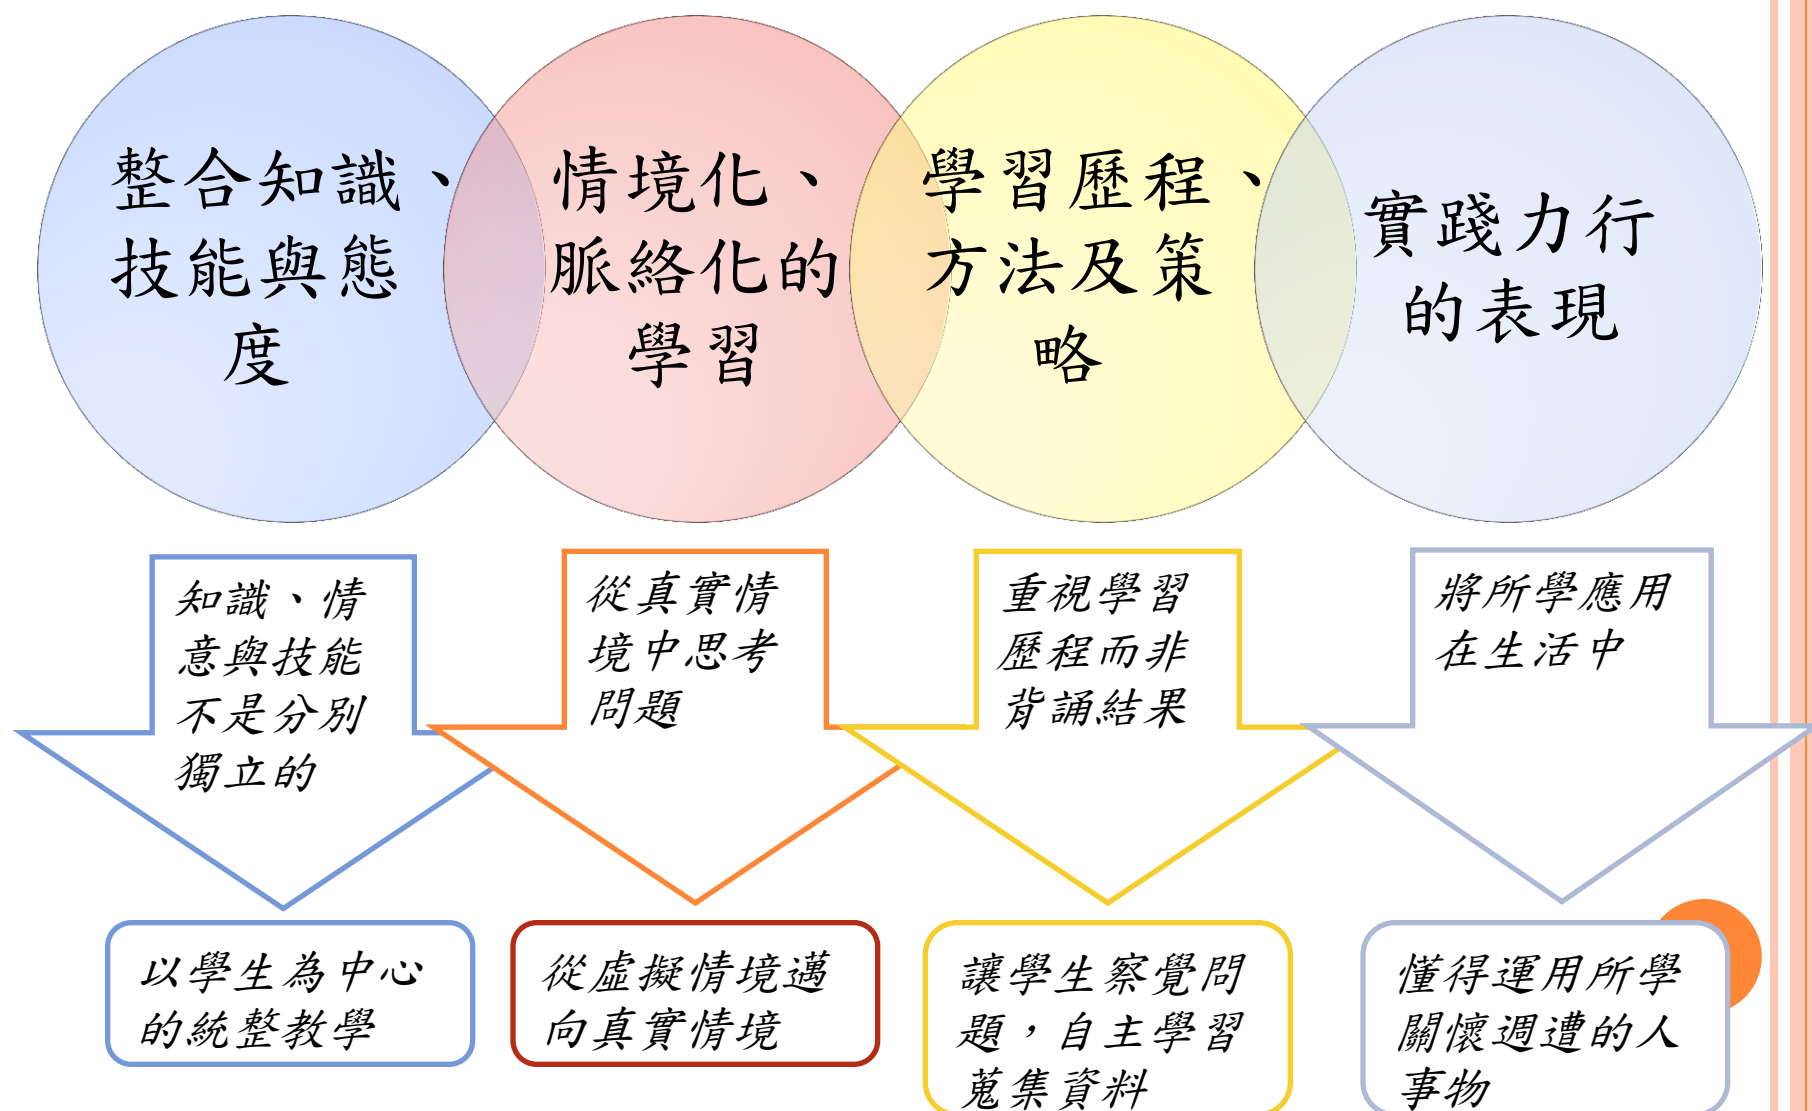 整合知識、
技能與態
度
情境化、
脈絡化的
學習
學習歷程、
方法及策
略
實踐力行
的表現
知識、情
意與技能
不是分別
獨立的
從真實情
境中思考
問題
重視學習
歷程而非
背誦結果
將所學應用
在生活中
以學生為中心
的統整教學
從虛擬情境邁
向真實情境
讓學生察覺問
題，自主學習
蒐集資料
懂得運用所學
關懷週遭的人
事物